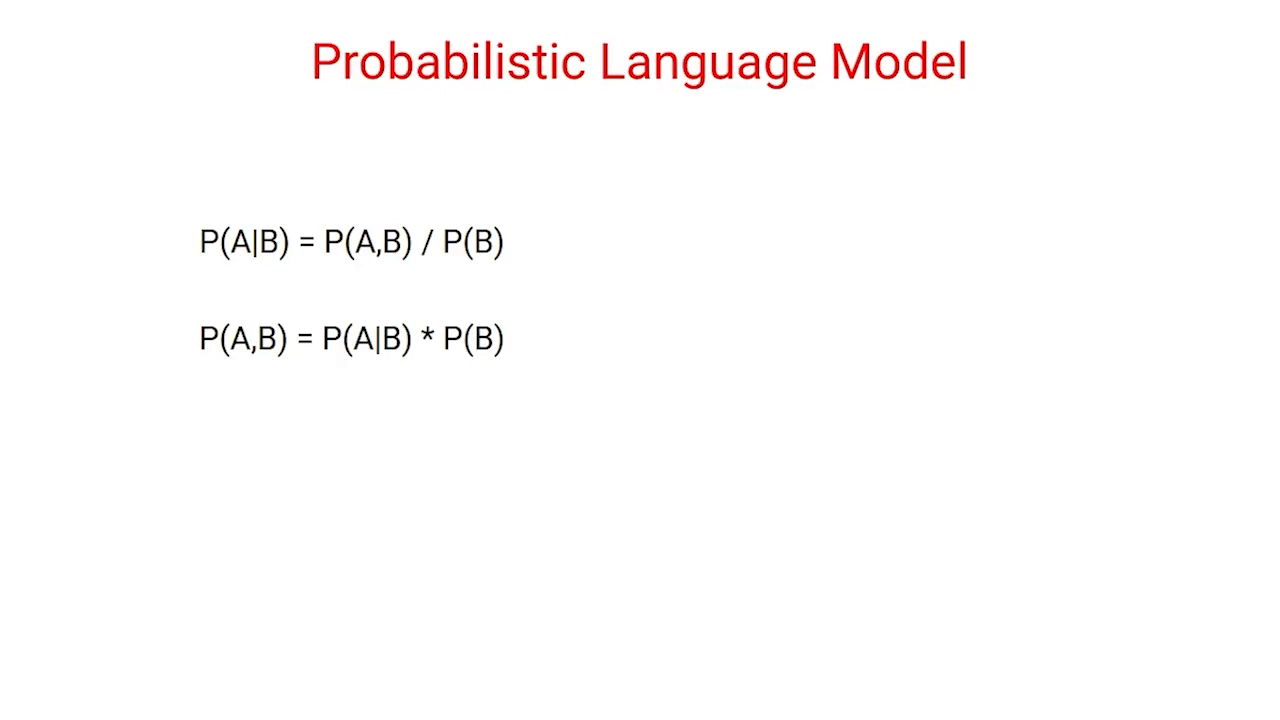 Probabilistic Language Model
P(A|B) = P(A,B) / P(B)
P(A,B) = P(A|B) * P(B)